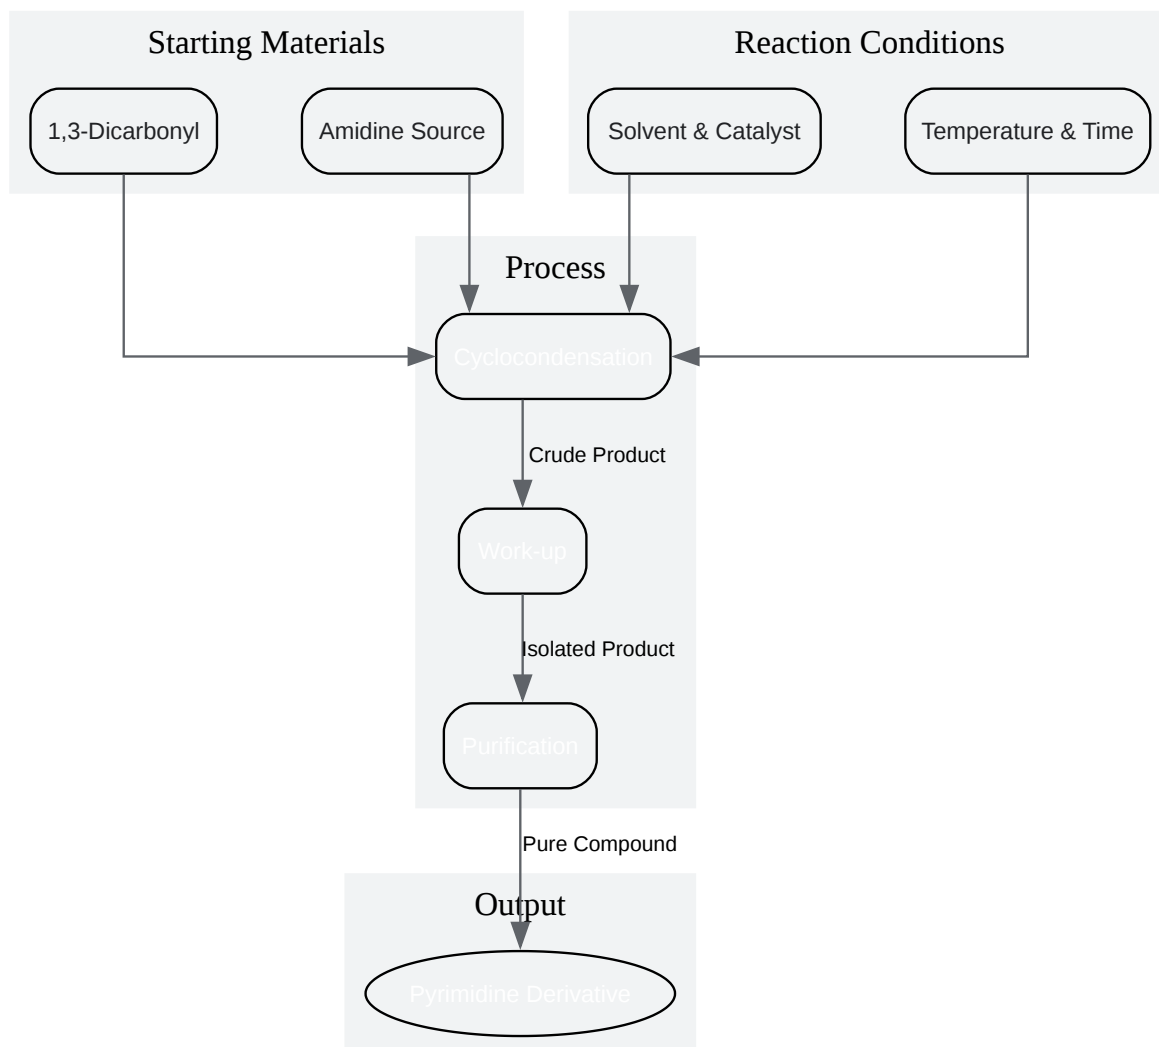 Starting Materials
Reaction Conditions
1,3-Dicarbonyl
Amidine Source
Solvent & Catalyst
Temperature & Time
Process
Cyclocondensation
Crude Product
Work-up
Isolated Product
Purification
Pure Compound
Output
Pyrimidine Derivative